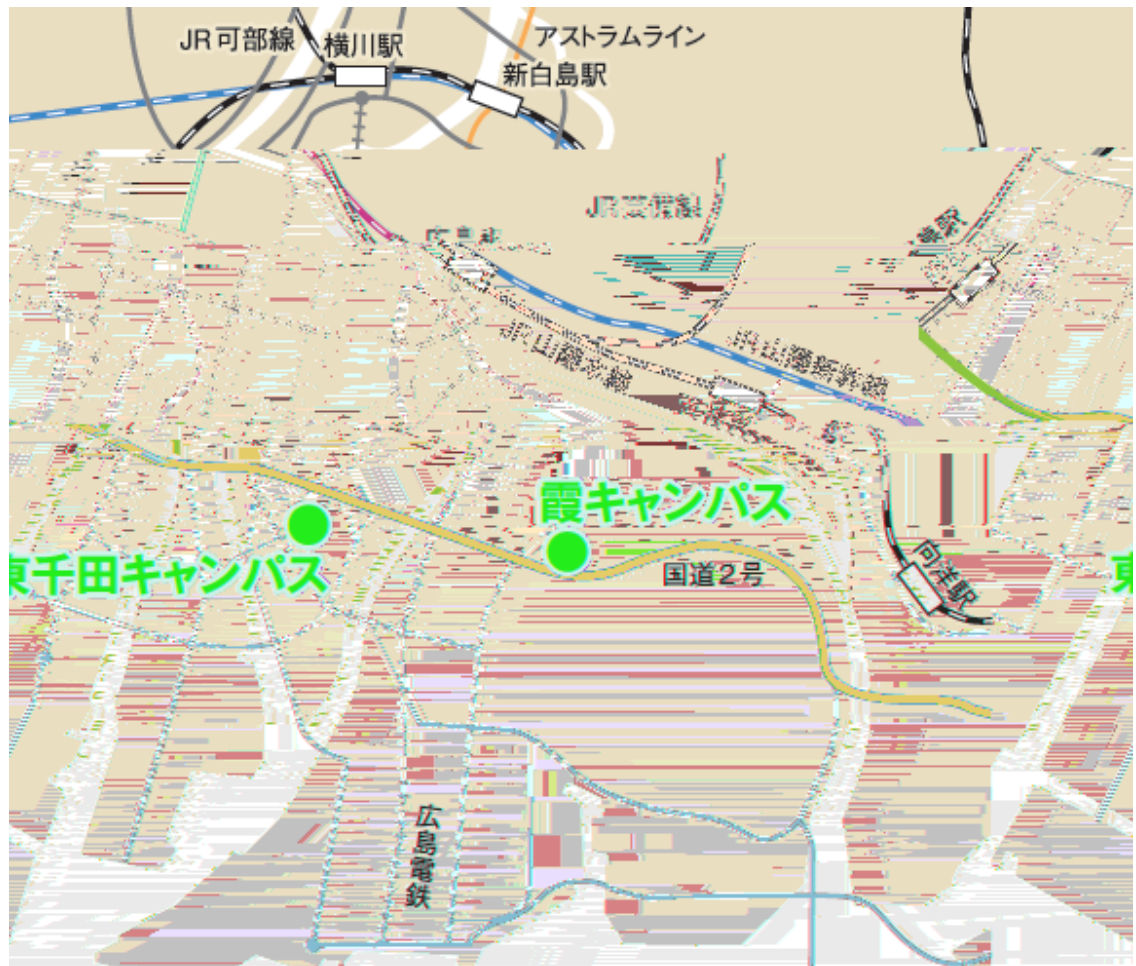 JR可部線
横川駅
アストラムライン
新白島駅
JR芸備線
JR山陽新幹線
JR山陽本線
霞キャンパス
東千田キャンパス
国道2号
向洋駅
東
広島電鉄